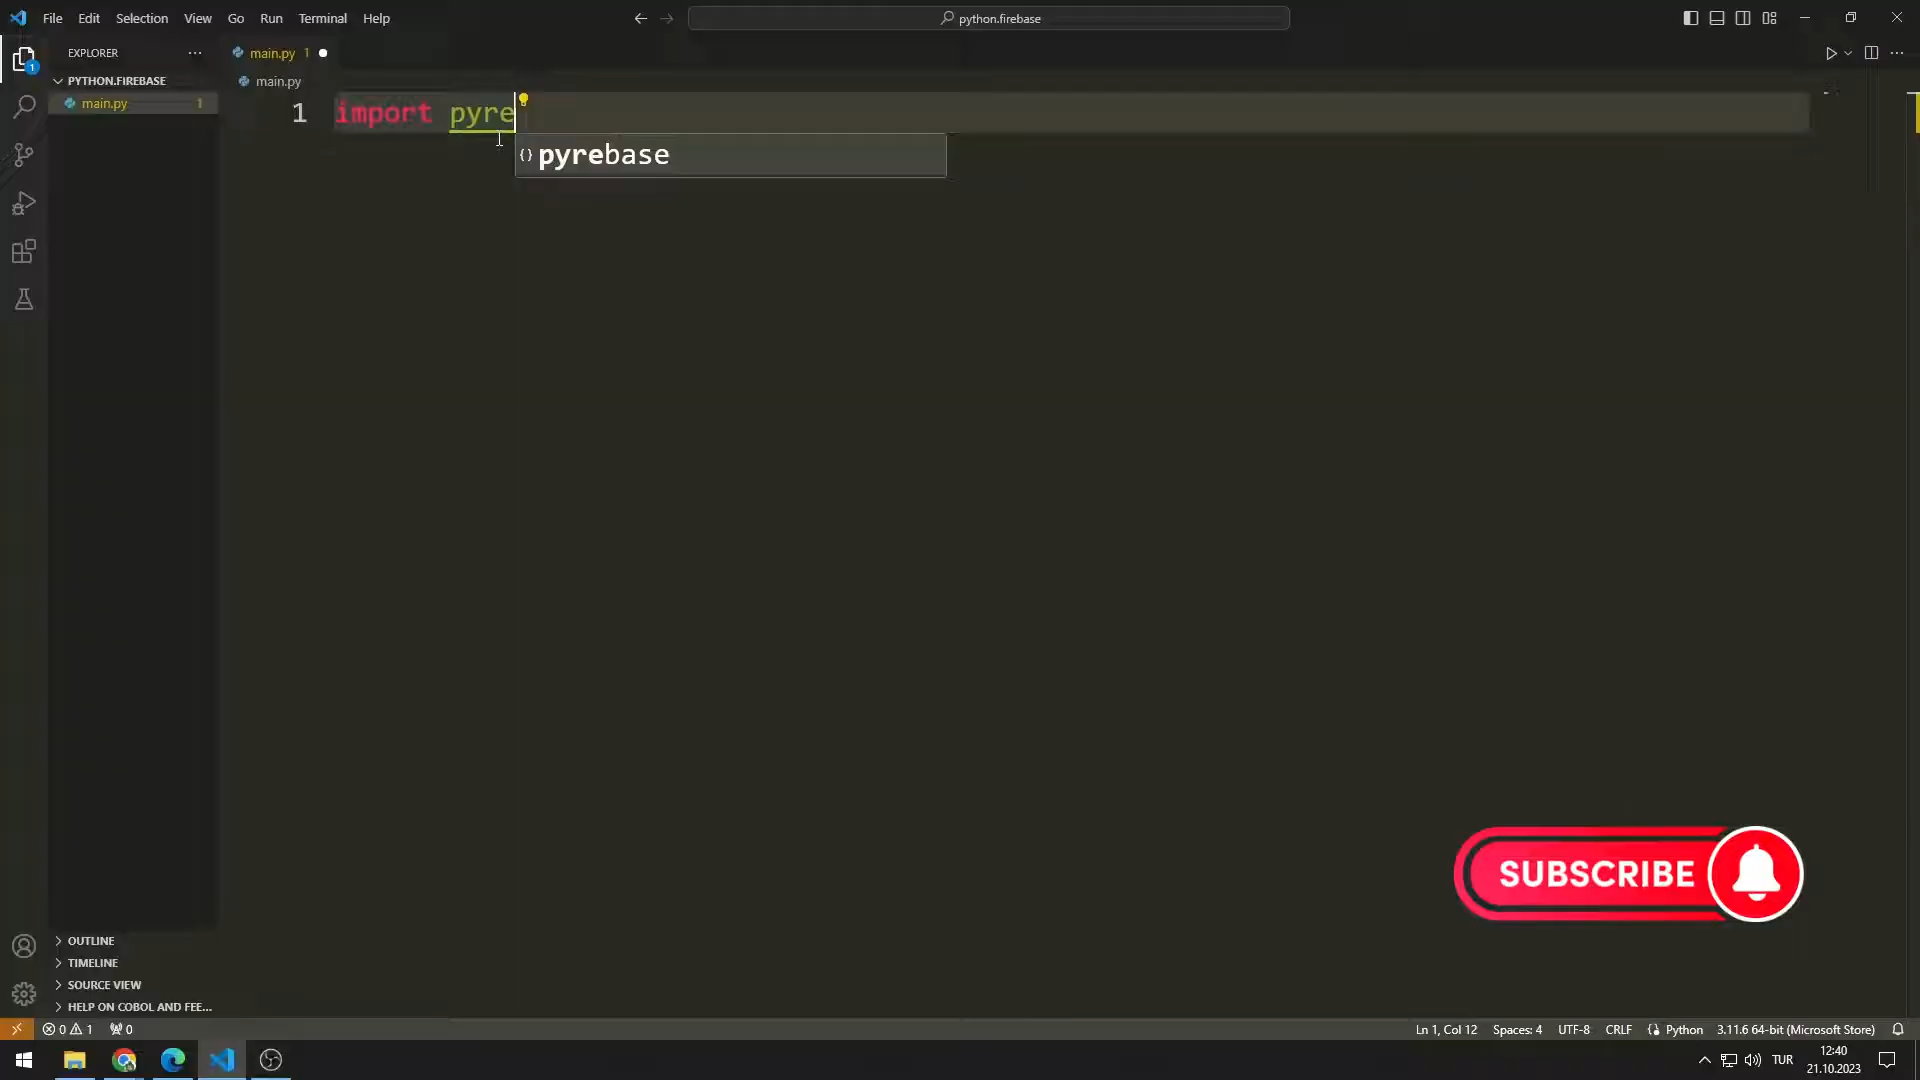 File Edit Selection View Go Run Terminal Help
python.firebase
EXPLORER
main.py 1
PYTHON.FIREBASE
main.py
main.py 1
1 import pyre
pyrebase
SUBSCRIBE
OUTLINE
TIMELINE
SOURCE VIEW
HELP ON COBOL AND FEE...
0 1 0
Ln 1, Col 12 Spaces: 4 UTF-8 CRLF Python 3.11.6 64-bit (Microsoft Store)
TUR
12:40
21.10.2023
1